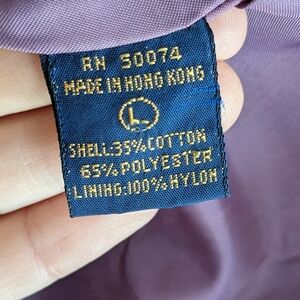 RN 50074
MADE IN HONG KONG
L
SHELL:35% COTTON
65% POLYESTER
LINING:100% NYLON